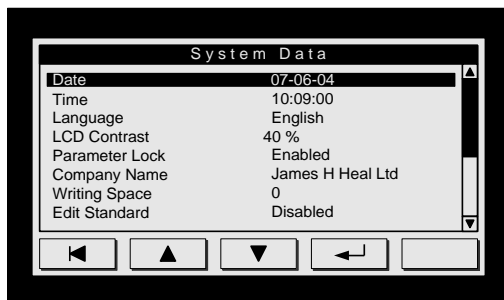 System Data
Date 07-06-04
Time 10:09:00
Language English
LCD Contrast 40 %
Parameter Lock Enabled
Company Name James H Heal Ltd
Writing Space 0
Edit Standard Disabled